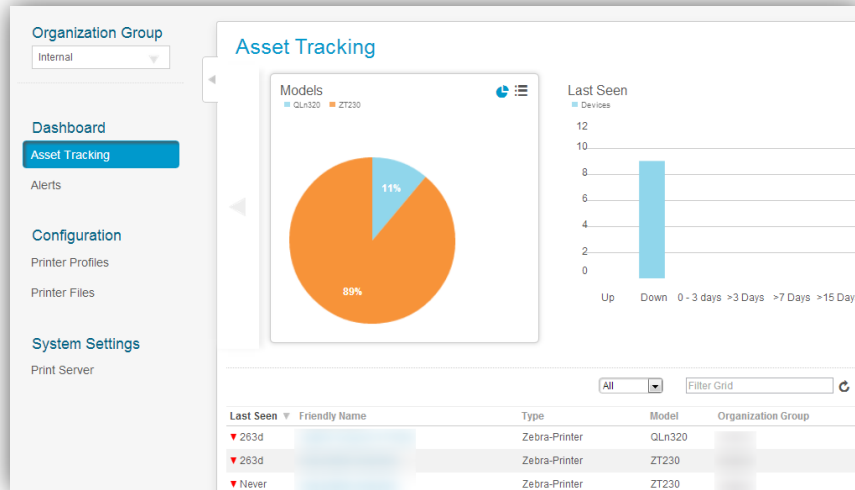 Organization Group
Internal
Dashboard
Asset Tracking
Alerts
Configuration
Printer Profiles
Printer Files
System Settings
Print Server
Asset Tracking
Models
QLn320 ZT230
11%
89%
Last Seen
Devices
12
10
8
6
4
2
0
Up Down 0 - 3 days >3 Days >7 Days >15 Day
All Filter Grid
Last Seen Friendly Name Type Model Organization Group
263d Zebra-Printer QLn320
263d Zebra-Printer ZT230
Never Zebra-Printer ZT230